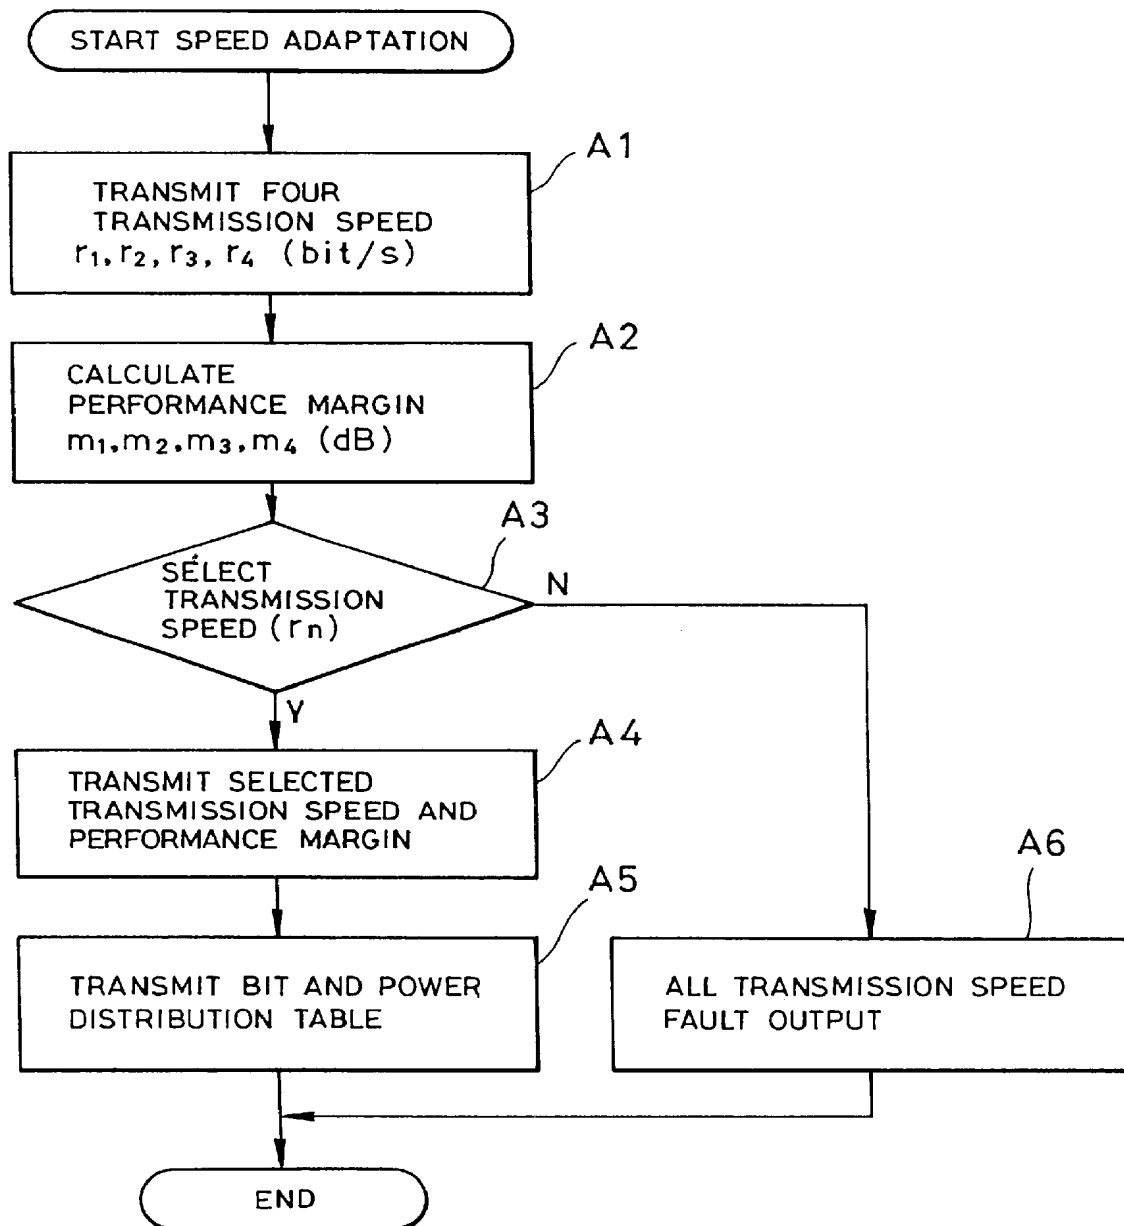 START SPEED ADAPTATION
A1
TRANSMIT FOUR
TRANSMISSION SPEED
r₁, r₂, r₃, r₄ (bit/s)
A2
CALCULATE
PERFORMANCE MARGIN
m₁, m₂, m₃, m₄ (dB)
A3
SELECT
TRANSMISSION
SPEED (rn)
N
Y
A4
TRANSMIT SELECTED
TRANSMISSION SPEED AND
PERFORMANCE MARGIN
A5
TRANSMIT BIT AND POWER
DISTRIBUTION TABLE
A6
ALL TRANSMISSION SPEED
FAULT OUTPUT
END